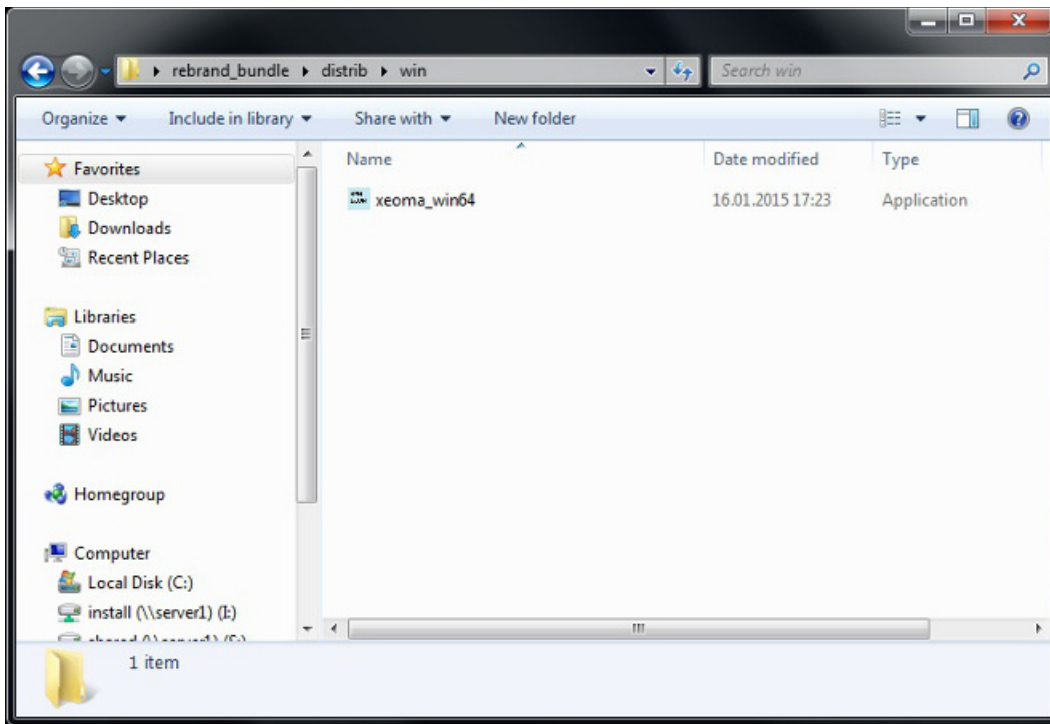 rebrand_bundle distrib win
Search win
Organize Include in library Share with New folder
Name Date modified Type
xeoma_win64 16.01.2015 17:23 Application
Favorites
Desktop
Downloads
Recent Places
Libraries
Documents
Music
Pictures
Videos
Homegroup
Computer
Local Disk (C:)
install (\\server1) (I:)
1 item